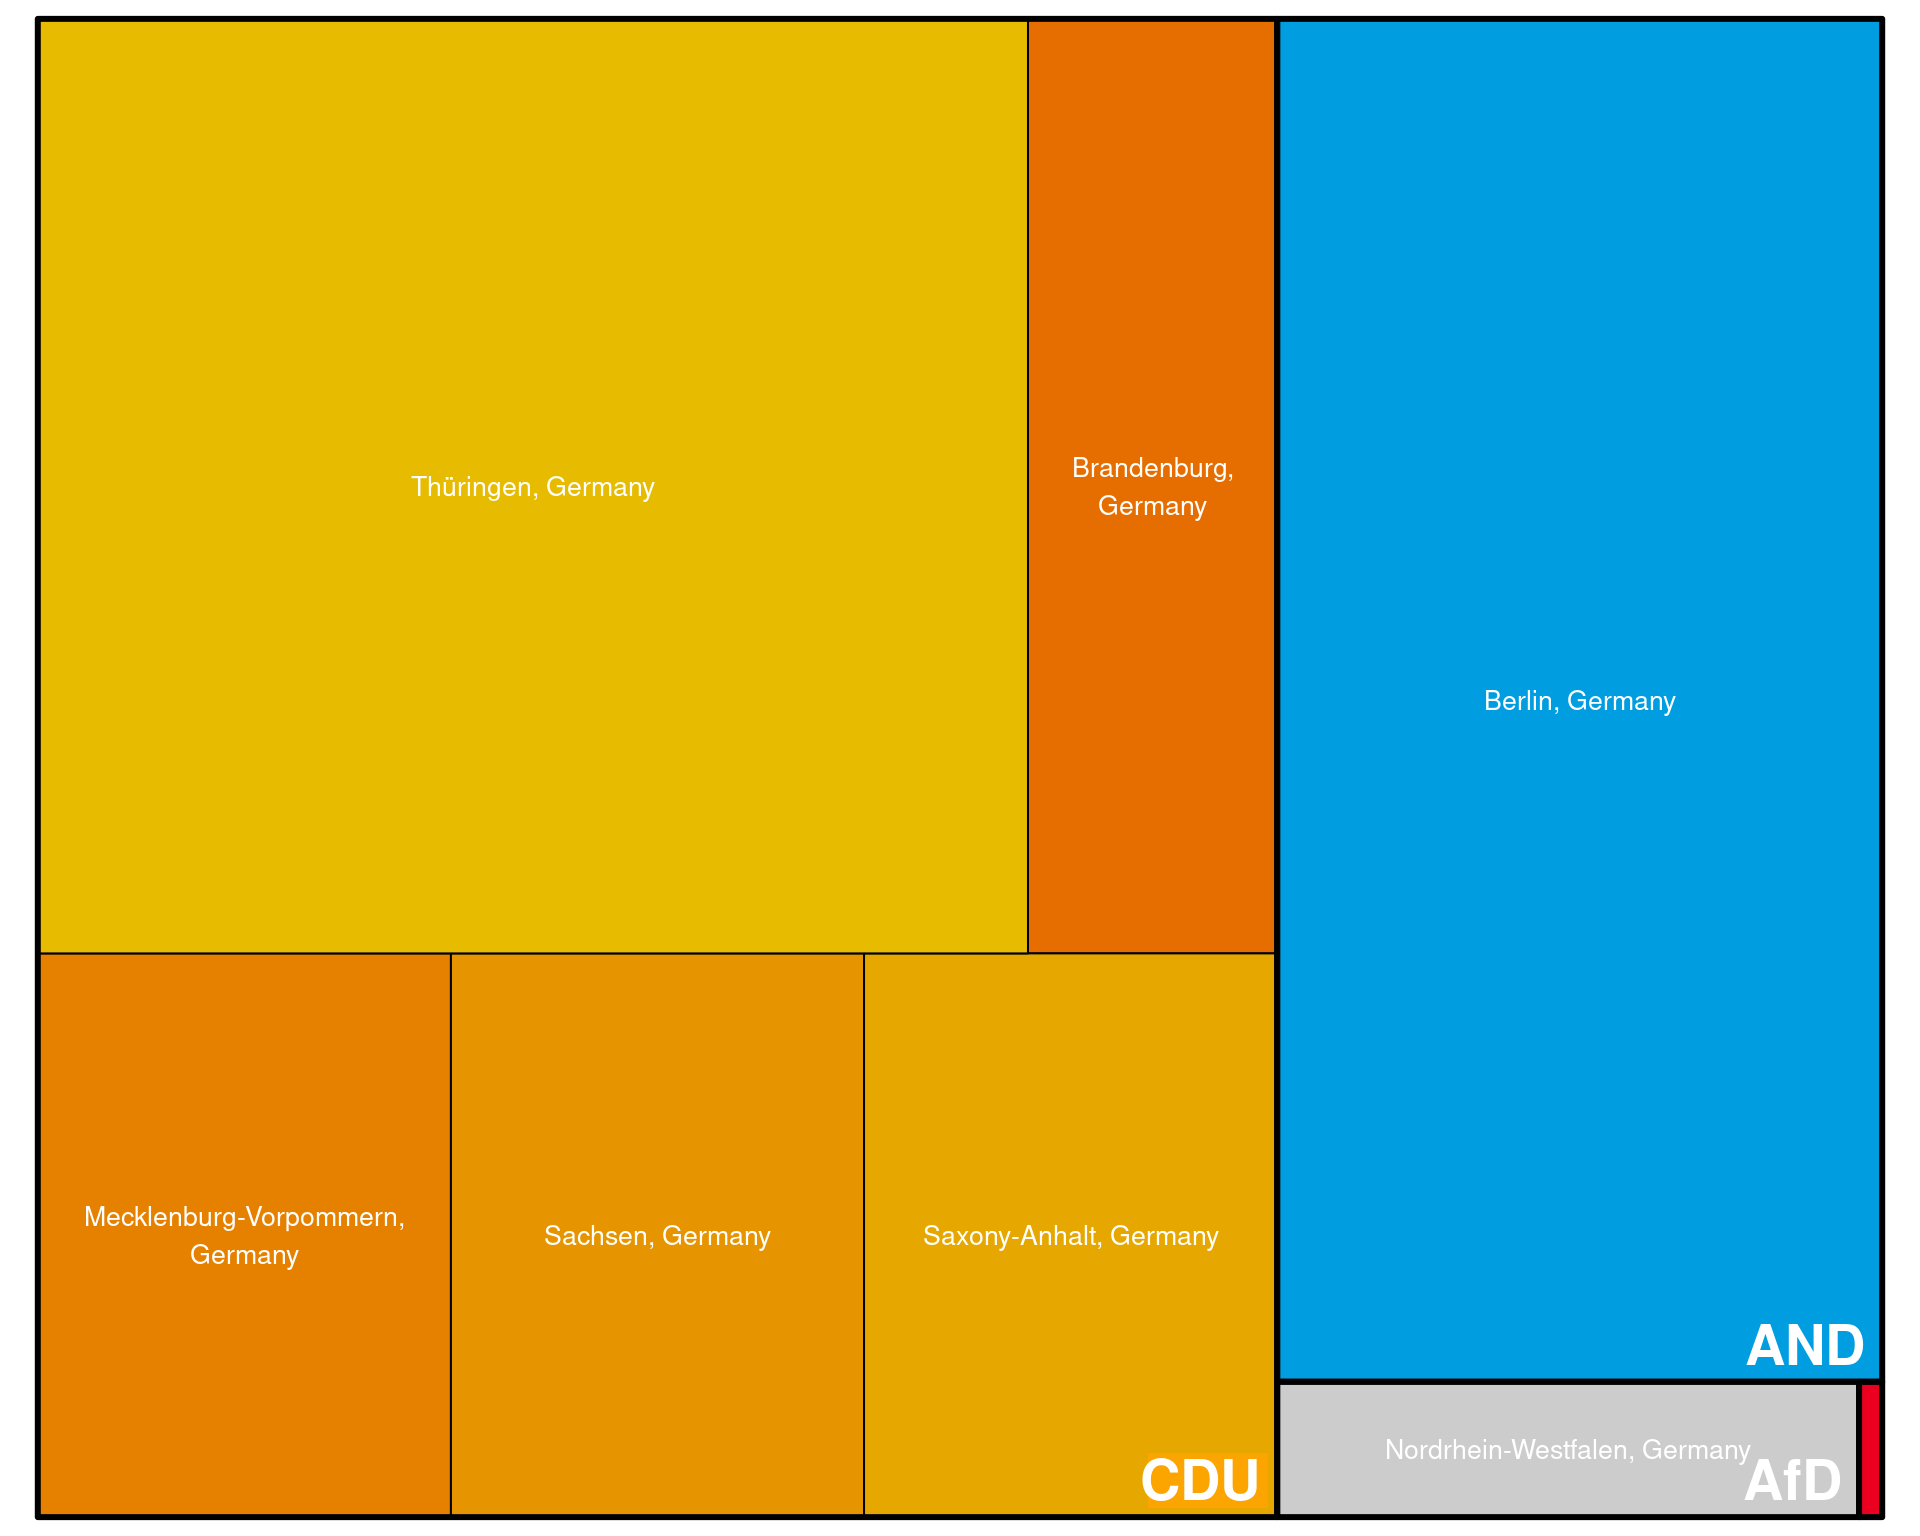 Thüringen, Germany
Brandenburg,
Germany
Berlin, Germany
Mecklenburg-Vorpommern,
Germany
Sachsen, Germany
Saxony-Anhalt, Germany
CDU
AND
Nordrhein-Westfalen, Germany
AfD